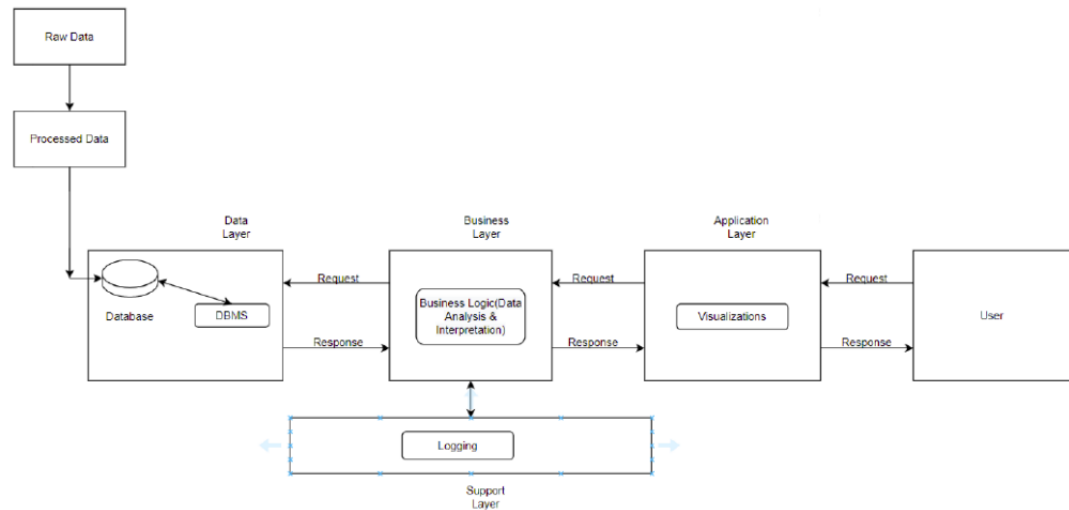 Raw Data
Processed Data
Data
Layer
Business
Layer
Application
Layer
Request
Request
Request
Business Logic(Data
Analysis &
Interpretation)
Database
DBMS
Visualizations
User
Response
Response
Response
Logging
Support
Layer